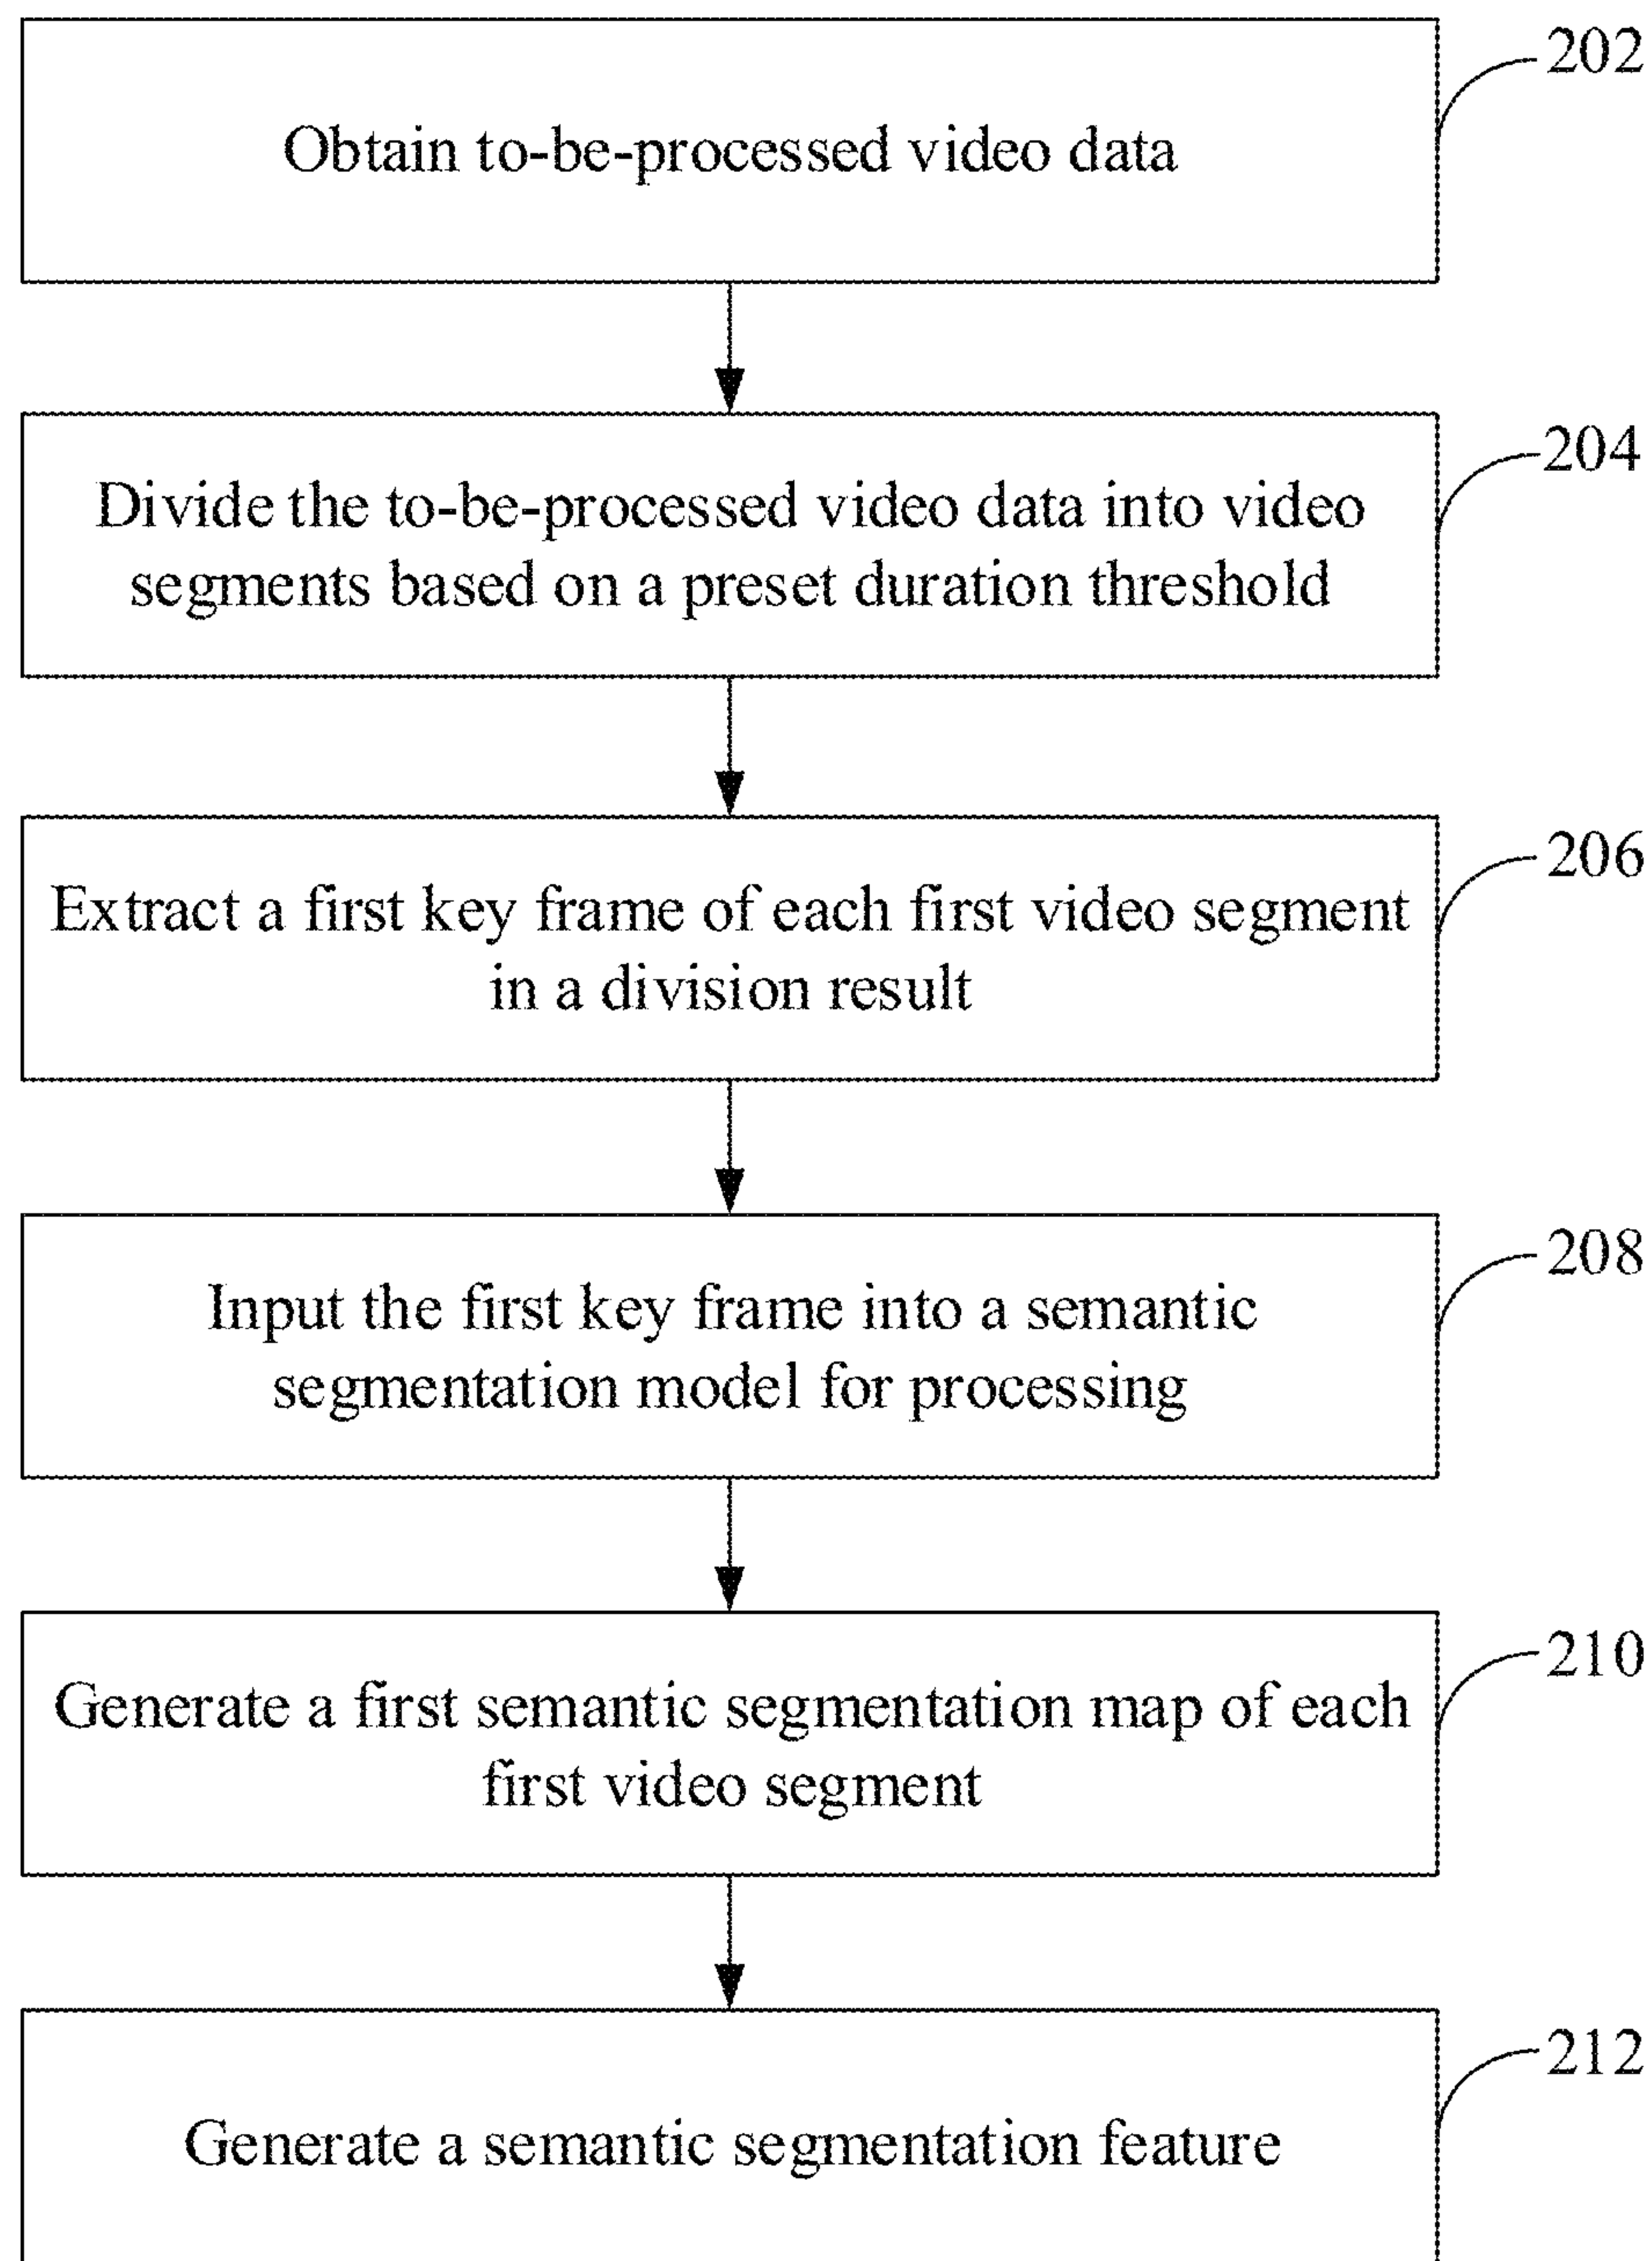 202
Obtain to-be-processed video data
204
Divide the to-be-processed video data into video
segments based on a preset duration threshold
206
Extract a first key frame of each first video segment
in a division result
208
Input the first key frame into a semantic
segmentation model for processing
210
Generate a first semantic segmentation map of each
first video segment
212
Generate a semantic segmentation feature